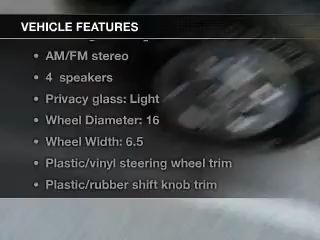 VEHICLE FEATURES
• AM/FM stereo
• 4 speakers
• Privacy glass: Light
• Wheel Diameter: 16
• Wheel Width: 6.5
• Plastic/vinyl steering wheel trim
• Plastic/rubber shift knob trim